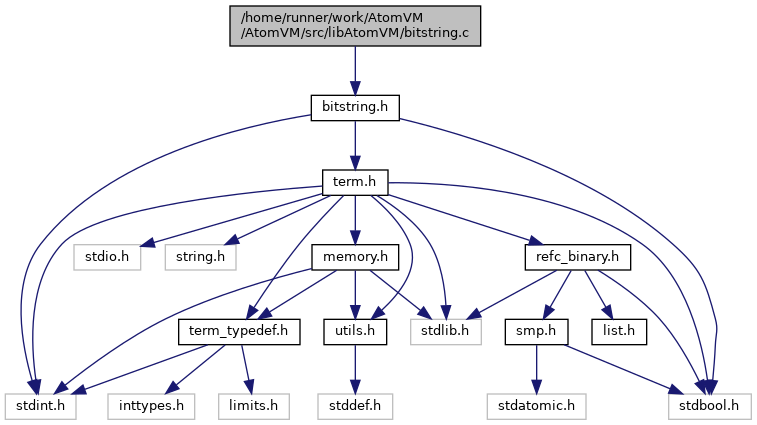 /home/runner/work/AtomVM
/AtomVM/src/libAtomVM/bitstring.c
bitstring.h
term.h
stdio.h
string.h
memory.h
refc_binary.h
term_typedef.h
utils.h
stdlib.h
smp.h
list.h
stdint.h
inttypes.h
limits.h
stddef.h
stdatomic.h
stdbool.h